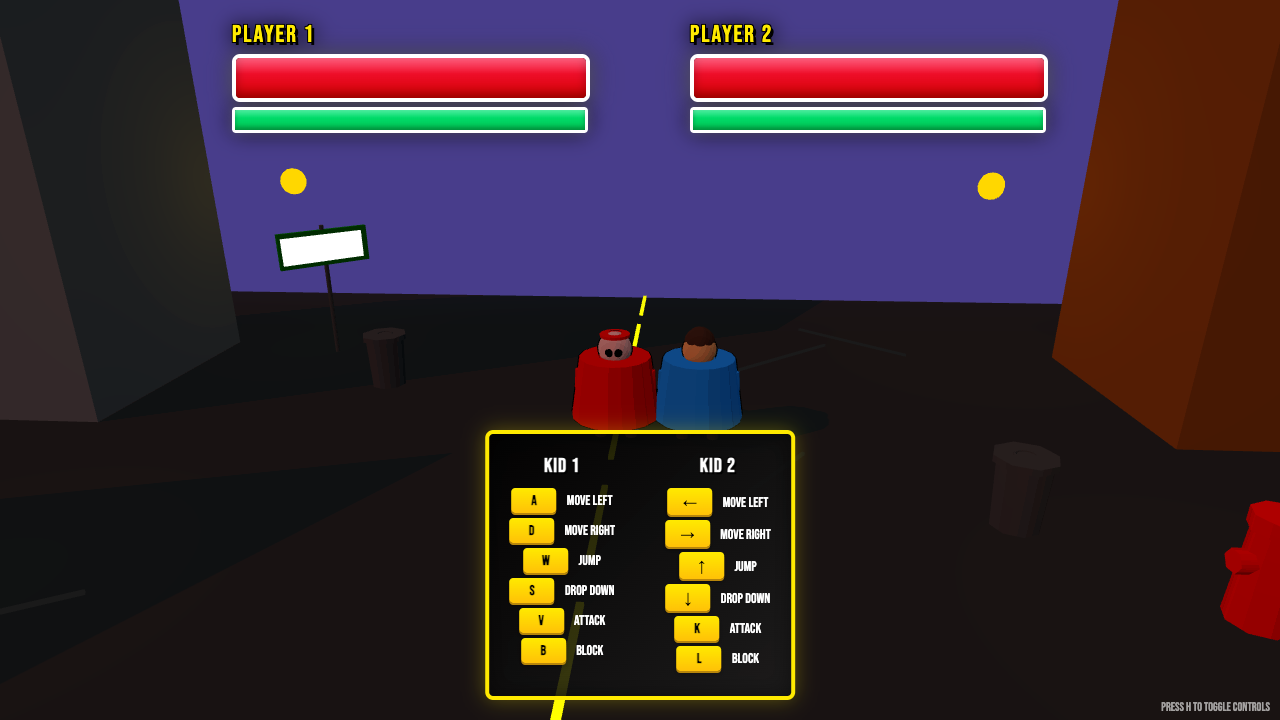 PLAYER 1
PLAYER 2
KID 1
A MOVE LEFT
D MOVE RIGHT
W JUMP
S DROP DOWN
V ATTACK
B BLOCK
KID 2
← MOVE LEFT
→ MOVE RIGHT
↑ JUMP
↓ DROP DOWN
K ATTACK
L BLOCK
PRESS H TO TOGGLE CONTROLS